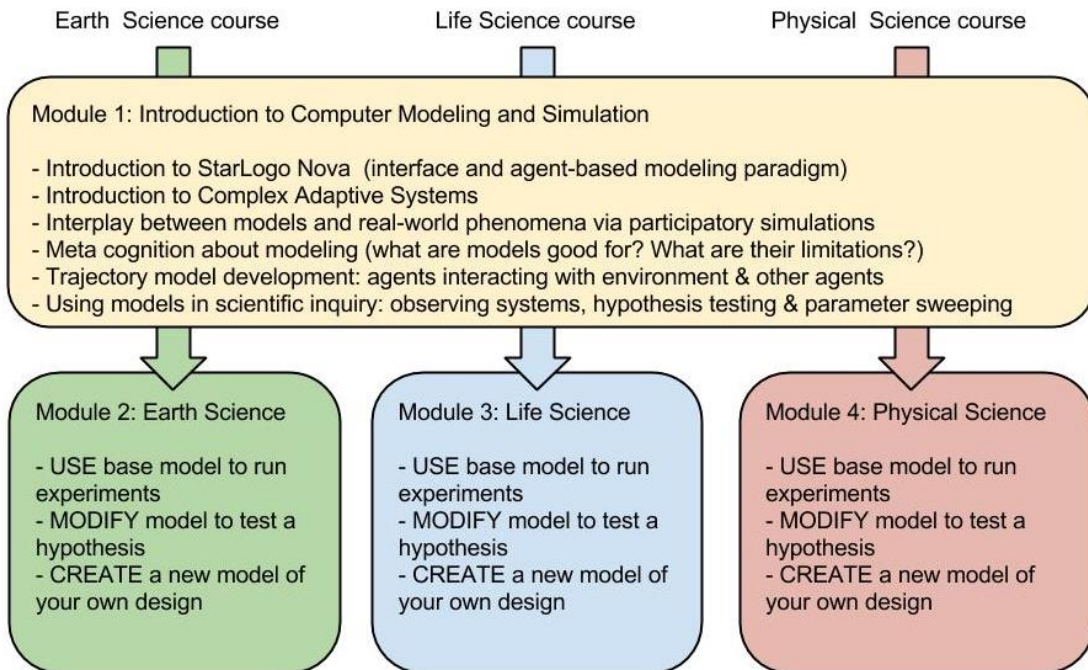 Earth Science course
Life Science course
Physical Science course
Module 1: Introduction to Computer Modeling and Simulation
- Introduction to StarLogo Nova (interface and agent-based modeling paradigm)
- Introduction to Complex Adaptive Systems
- Interplay between models and real-world phenomena via participatory simulations
- Meta cognition about modeling (what are models good for? What are their limitations?)
- Trajectory model development: agents interacting with environment & other agents
- Using models in scientific inquiry: observing systems, hypothesis testing & parameter sweeping
Module 2: Earth Science
- USE base model to run
experiments
- MODIFY model to test a
hypothesis
- CREATE a new model of
your own design
Module 3: Life Science
- USE base model to run
experiments
- MODIFY model to test a
hypothesis
- CREATE a new model of
your own design
Module 4: Physical Science
- USE base model to run
experiments
- MODIFY model to test a
hypothesis
- CREATE a new model of
your own design